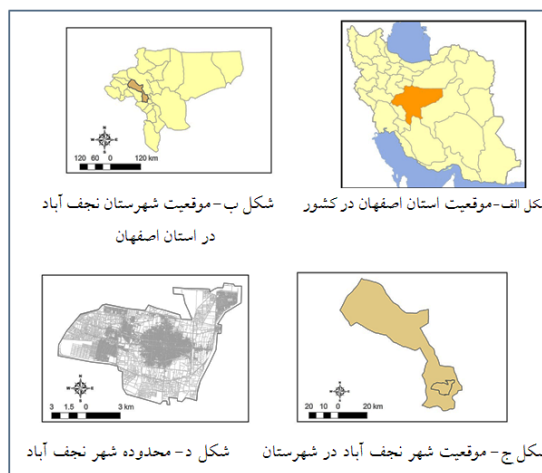 شکل الف-موقعیت استان اصفهان در کشور
شکل ب-موقعیت شهرستان نجف آباد
در استان اصفهان
120 60 0 120 km
شکل ج- موقعیت شهر نجف آباد در شهرستان
20 10 0 20 km
شکل د- محدوده شهر نجف آباد
3 1.5 0 3 km